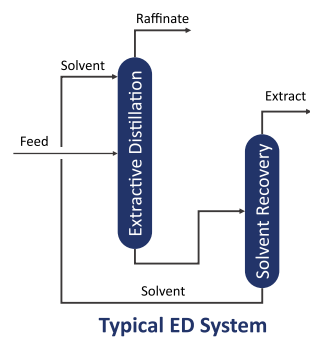 Raffinate
Solvent
Extractive Distillation
Extract
Feed
Solvent Recovery
Solvent
Typical ED System